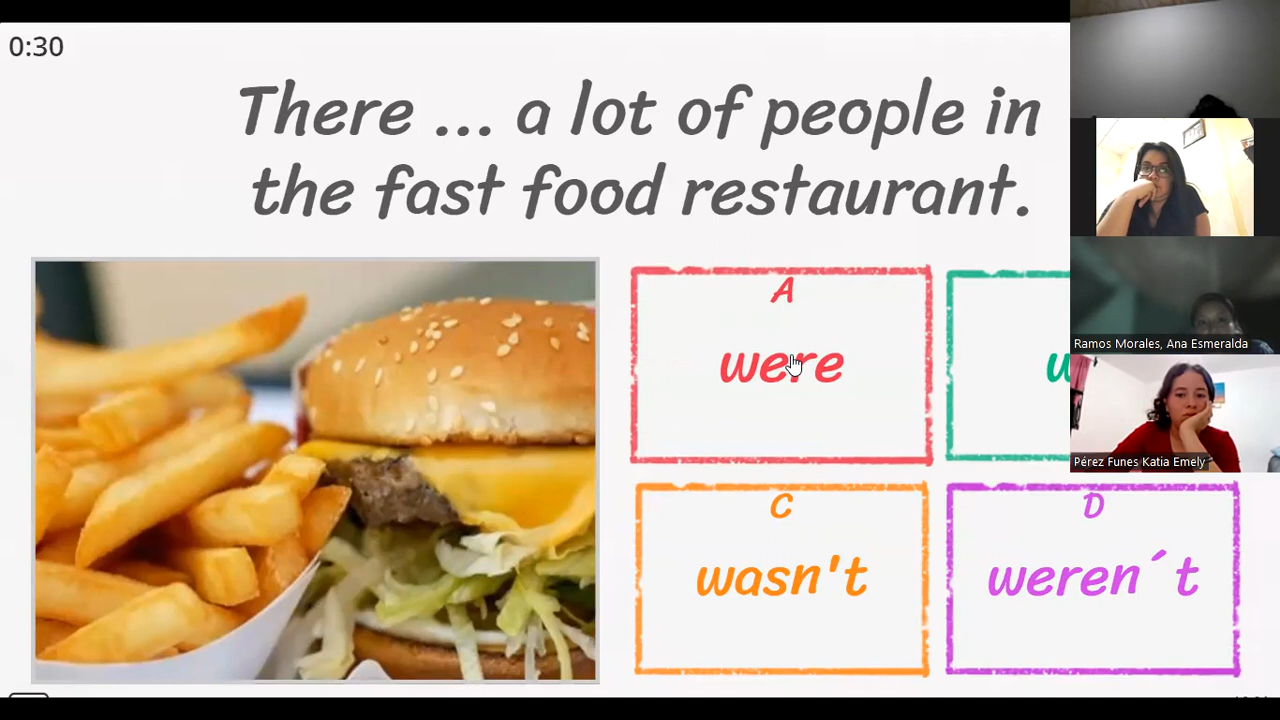 0:30
There ... a lot of people in
the fast food restaurant.
A
were
C
wasn't
D
weren´t
Ramos Morales, Ana Esmeralda
Pérez Funes Katia Emely